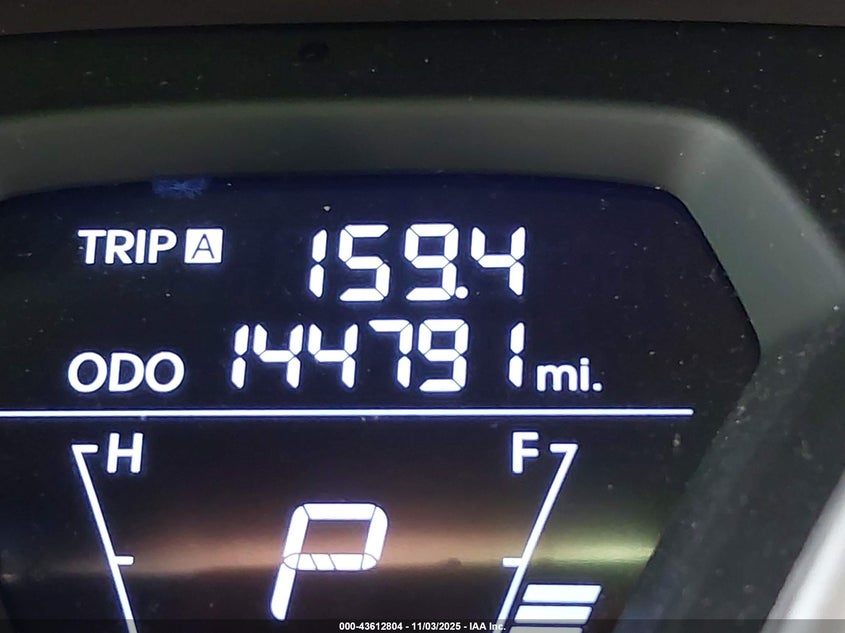 TRIP A 159.4
ODO 144791 mi.
H F
P
000-43612804 - 11/03/2025 - IAA Inc.